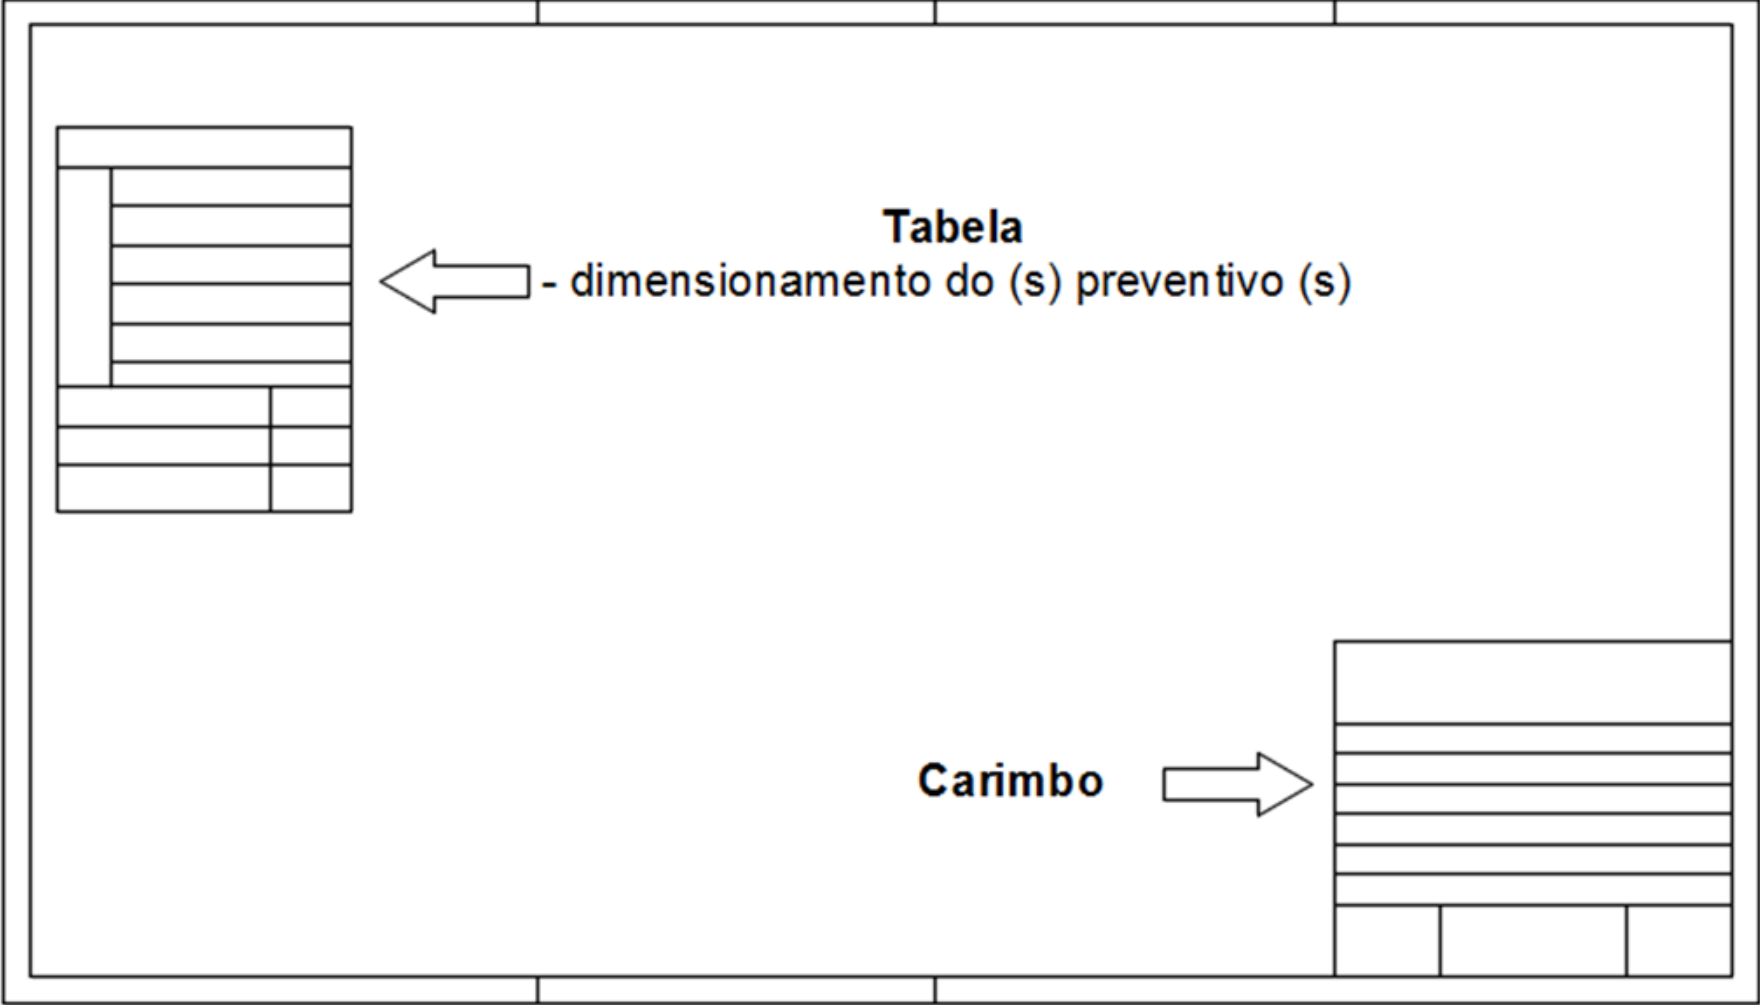 Tabela
- dimensionamento do (s) preventivo (s)
Carimbo